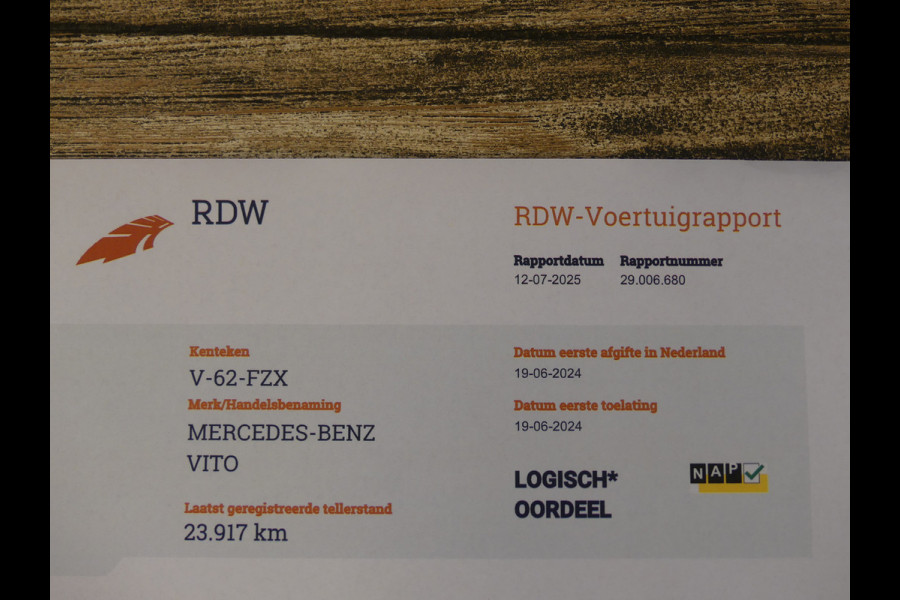 RDW
RDW-Voertuigrapport
Rapportdatum Rapportnummer
12-07-2025 29.006.680
Kenteken
V-62-FZX
Merk/Handelsbenaming
MERCEDES-BENZ
VITO
Laatst geregistreerde tellerstand
23.917 km
Datum eerste afgifte in Nederland
19-06-2024
Datum eerste toelating
19-06-2024
LOGISCH*
OORDEEL
NAP